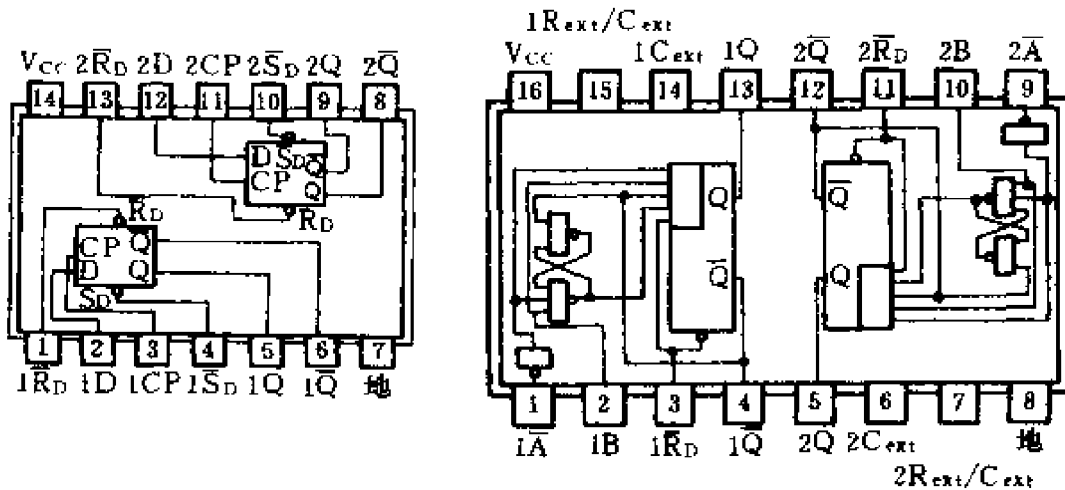 V_CC 2R̅_D 2D 2CP 2S̅_D 2Q 2Q̅
14 13 12 11 10 9 8
D S_D Q̅
CP Q
R_D
R̅_D
CP Q̅
D Q
S_D
1 2 3 4 5 6 7
1R̅_D 1D 1CP 1S̅_D 1Q 1Q̅ 地
1R_ext/C_ext
V_CC 1C_ext 1Q 2Q̅ 2R̅_D 2B 2A̅
16 15 14 13 12 11 10 9
Q Q̅
Q̅ Q
1 2 3 4 5 6 7 8
1A̅ 1B 1R̅_D 1Q̅ 2Q 2C_ext 地
2R_ext/C_ext